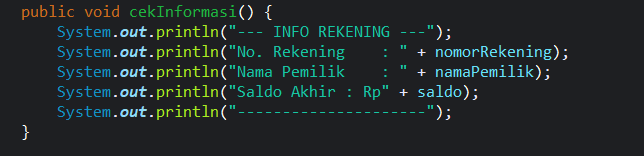 public void cekInformasi() {
    System.out.println("--- INFO REKENING ---");
    System.out.println("No. Rekening    : " + nomorRekening);
    System.out.println("Nama Pemilik    : " + namaPemilik);
    System.out.println("Saldo Akhir : Rp" + saldo);
    System.out.println("---------------------");
}